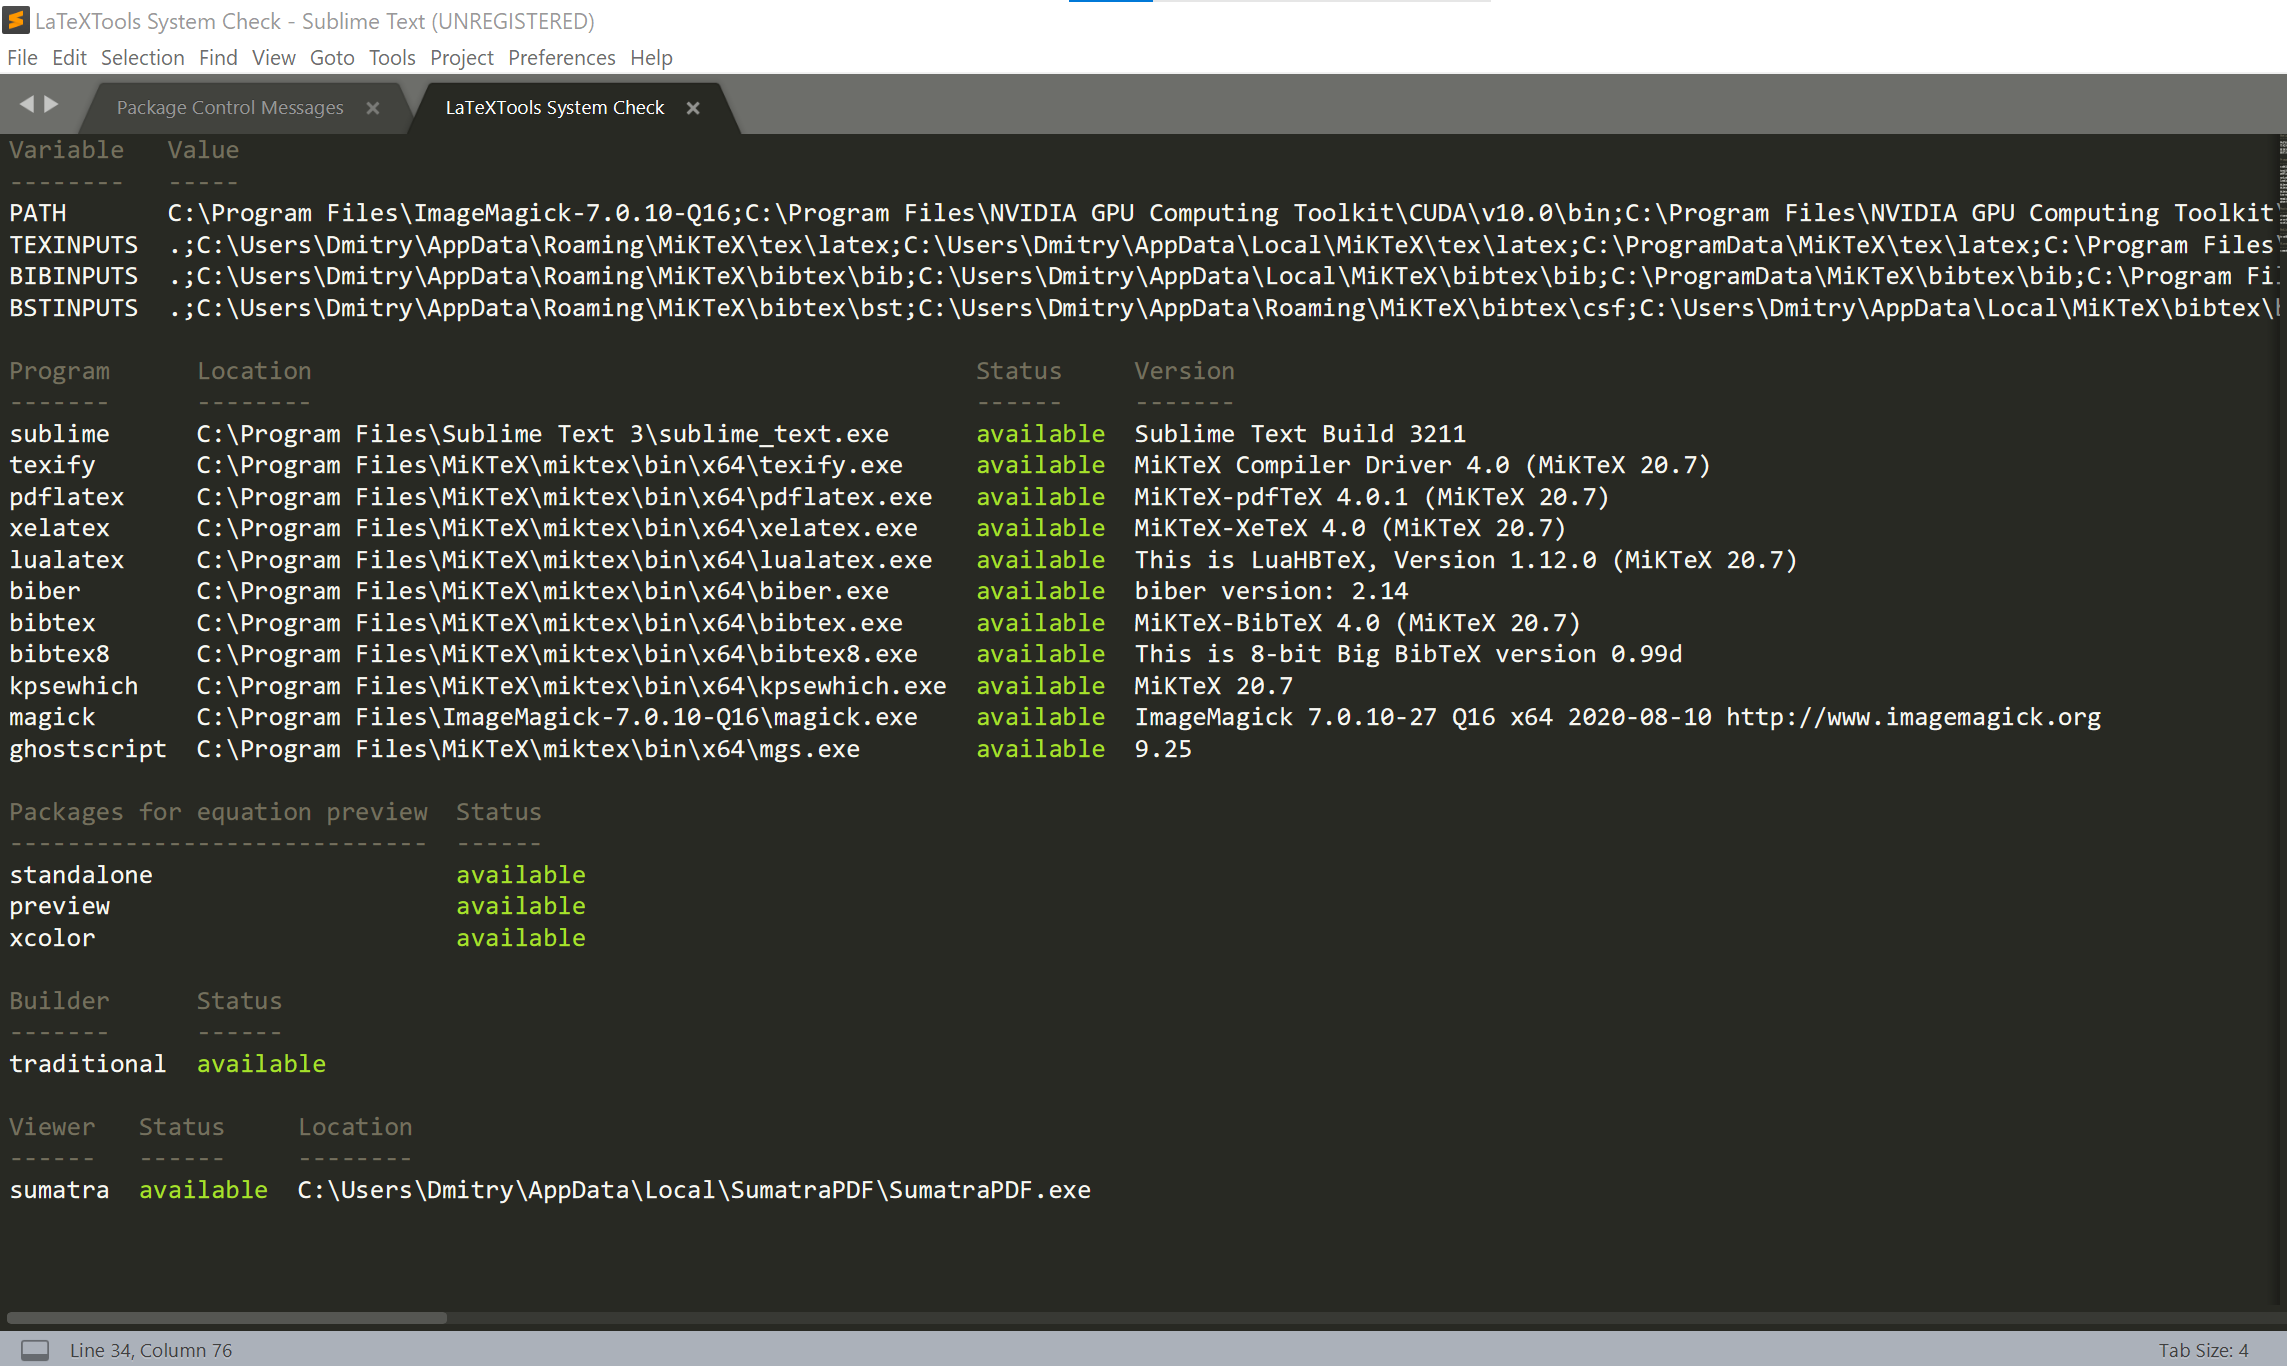 LaTeXTools System Check - Sublime Text (UNREGISTERED)
File Edit Selection Find View Goto Tools Project Preferences Help
Package Control Messages × LaTeXTools System Check ×
Variable   Value
--------   -----
PATH       C:\Program Files\ImageMagick-7.0.10-Q16;C:\Program Files\NVIDIA GPU Computing Toolkit\CUDA\v10.0\bin;C:\Program Files\NVIDIA GPU Computing Toolkit\
TEXINPUTS  .;C:\Users\Dmitry\AppData\Roaming\MiKTeX\tex\latex;C:\Users\Dmitry\AppData\Local\MiKTeX\tex\latex;C:\ProgramData\MiKTeX\tex\latex;C:\Program Files\
BIBINPUTS  .;C:\Users\Dmitry\AppData\Roaming\MiKTeX\bibtex\bib;C:\Users\Dmitry\AppData\Local\MiKTeX\bibtex\bib;C:\ProgramData\MiKTeX\bibtex\bib;C:\Program Fi
BSTINPUTS  .;C:\Users\Dmitry\AppData\Roaming\MiKTeX\bibtex\bst;C:\Users\Dmitry\AppData\Roaming\MiKTeX\bibtex\csf;C:\Users\Dmitry\AppData\Local\MiKTeX\bibtex\
Program      Location                                              Status     Version
-------      --------                                              ------     -------
sublime      C:\Program Files\Sublime Text 3\sublime_text.exe      available  Sublime Text Build 3211
texify       C:\Program Files\MiKTeX\miktex\bin\x64\texify.exe     available  MiKTeX Compiler Driver 4.0 (MiKTeX 20.7)
pdflatex     C:\Program Files\MiKTeX\miktex\bin\x64\pdflatex.exe   available  MiKTeX-pdfTeX 4.0.1 (MiKTeX 20.7)
xelatex      C:\Program Files\MiKTeX\miktex\bin\x64\xelatex.exe    available  MiKTeX-XeTeX 4.0 (MiKTeX 20.7)
lualatex     C:\Program Files\MiKTeX\miktex\bin\x64\lualatex.exe   available  This is LuaHBTeX, Version 1.12.0 (MiKTeX 20.7)
biber        C:\Program Files\MiKTeX\miktex\bin\x64\biber.exe      available  biber version: 2.14
bibtex       C:\Program Files\MiKTeX\miktex\bin\x64\bibtex.exe     available  MiKTeX-BibTeX 4.0 (MiKTeX 20.7)
bibtex8      C:\Program Files\MiKTeX\miktex\bin\x64\bibtex8.exe    available  This is 8-bit Big BibTeX version 0.99d
kpsewhich    C:\Program Files\MiKTeX\miktex\bin\x64\kpsewhich.exe  available  MiKTeX 20.7
magick       C:\Program Files\ImageMagick-7.0.10-Q16\magick.exe    available  ImageMagick 7.0.10-27 Q16 x64 2020-08-10 http://www.imagemagick.org
ghostscript  C:\Program Files\MiKTeX\miktex\bin\x64\mgs.exe        available  9.25
Packages for equation preview  Status
-----------------------------  ------
standalone                     available
preview                        available
xcolor                         available
Builder      Status
-------      ------
traditional  available
Viewer   Status     Location
------   ------     --------
sumatra  available  C:\Users\Dmitry\AppData\Local\SumatraPDF\SumatraPDF.exe
Line 34, Column 76 Tab Size: 4